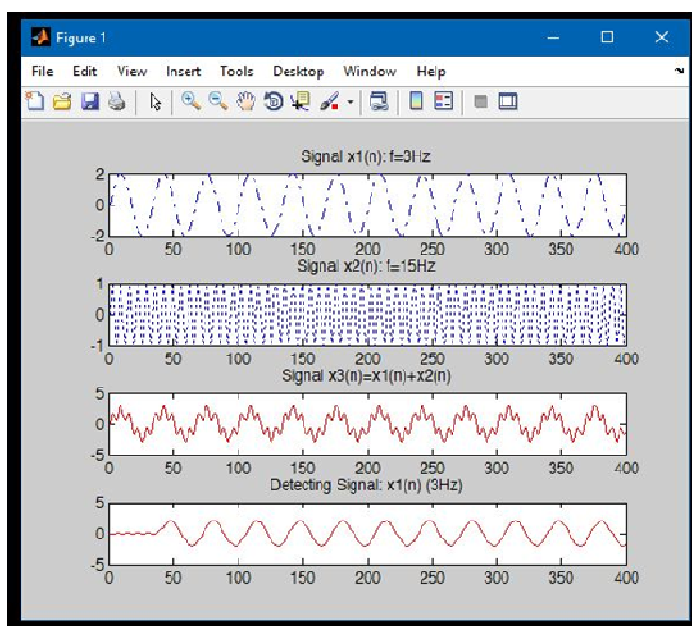 Figure 1
File Edit View Insert Tools Desktop Window Help
Signal x1(n): f=3Hz
2
0
-2
0 50 100 150 200 250 300 350 400
Signal x2(n): f=15Hz
1
0
-1
0 50 100 150 200 250 300 350 400
Signal x3(n)=x1(n)+x2(n)
5
0
-5
0 50 100 150 200 250 300 350 400
Detecting Signal: x1(n) (3Hz)
5
0
-5
0 50 100 150 200 250 300 350 400